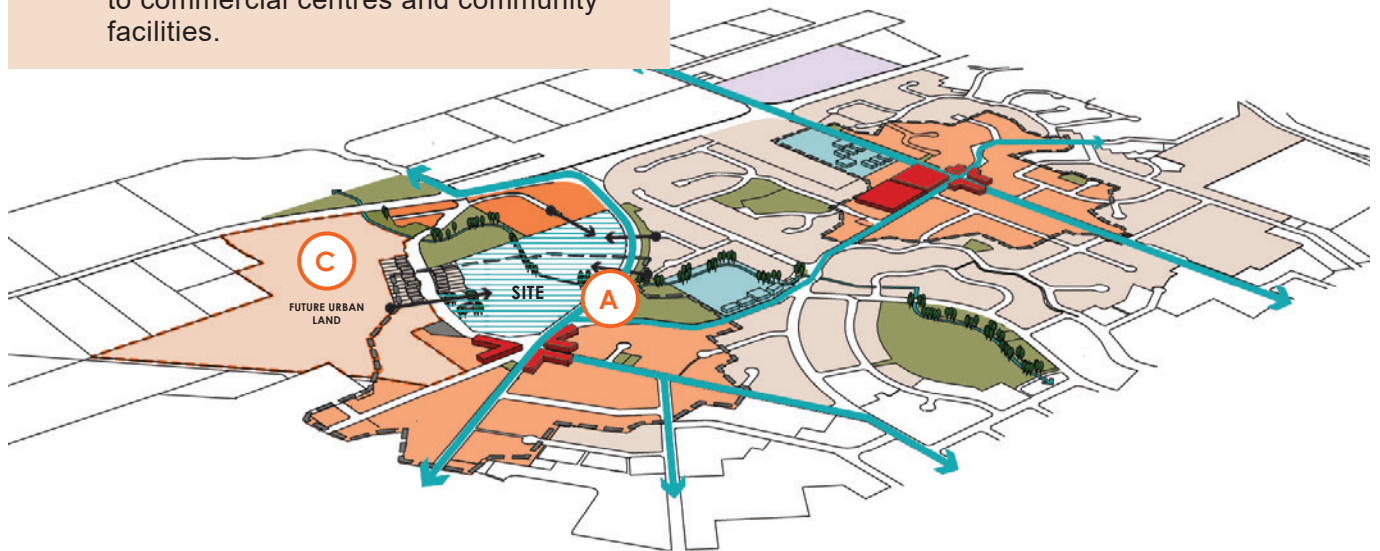 to commercial centres and community
facilities.
C
FUTURE URBAN
LAND
SITE
A